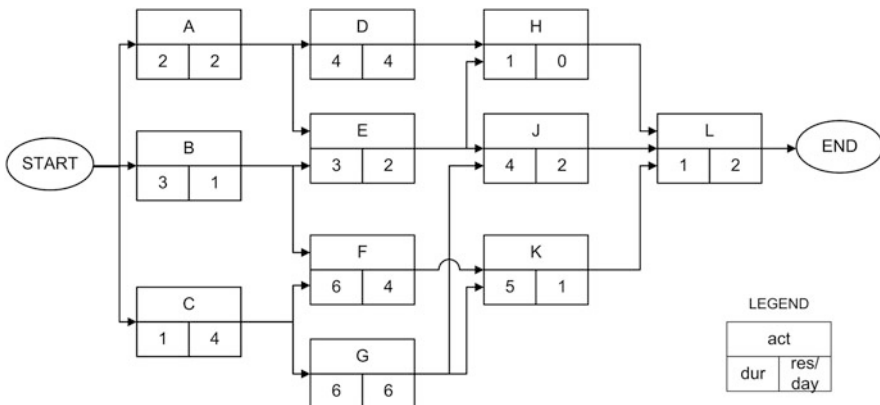 A
2 2
D
4 4
H
1 0
START
B
3 1
E
3 2
J
4 2
L
1 2
END
C
1 4
F
6 4
K
5 1
G
6 6
LEGEND
act
dur res/
day